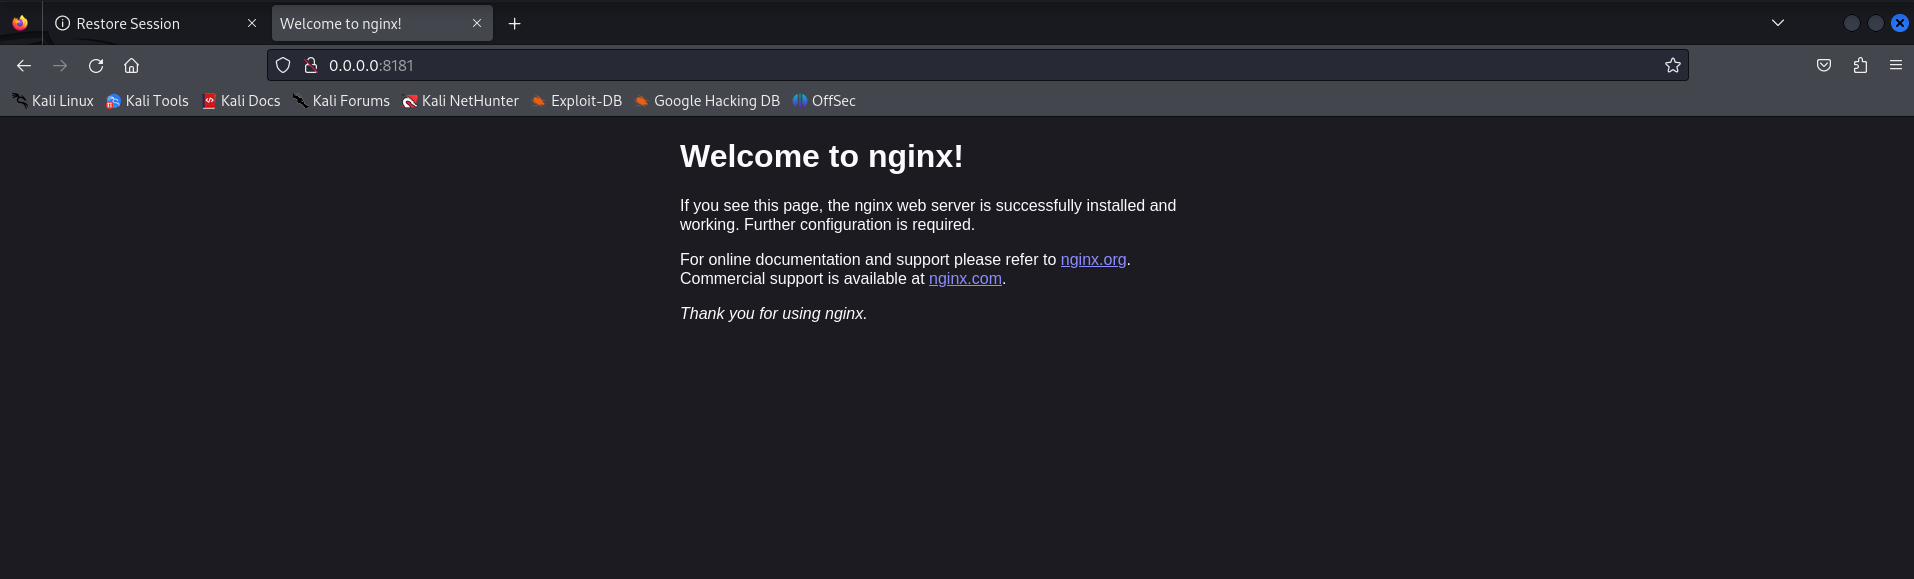 Restore Session
Welcome to nginx!
0.0.0.0:8181
Kali Linux Kali Tools Kali Docs Kali Forums Kali NetHunter Exploit-DB Google Hacking DB OffSec
Welcome to nginx!
If you see this page, the nginx web server is successfully installed and
working. Further configuration is required.
For online documentation and support please refer to nginx.org.
Commercial support is available at nginx.com.
Thank you for using nginx.